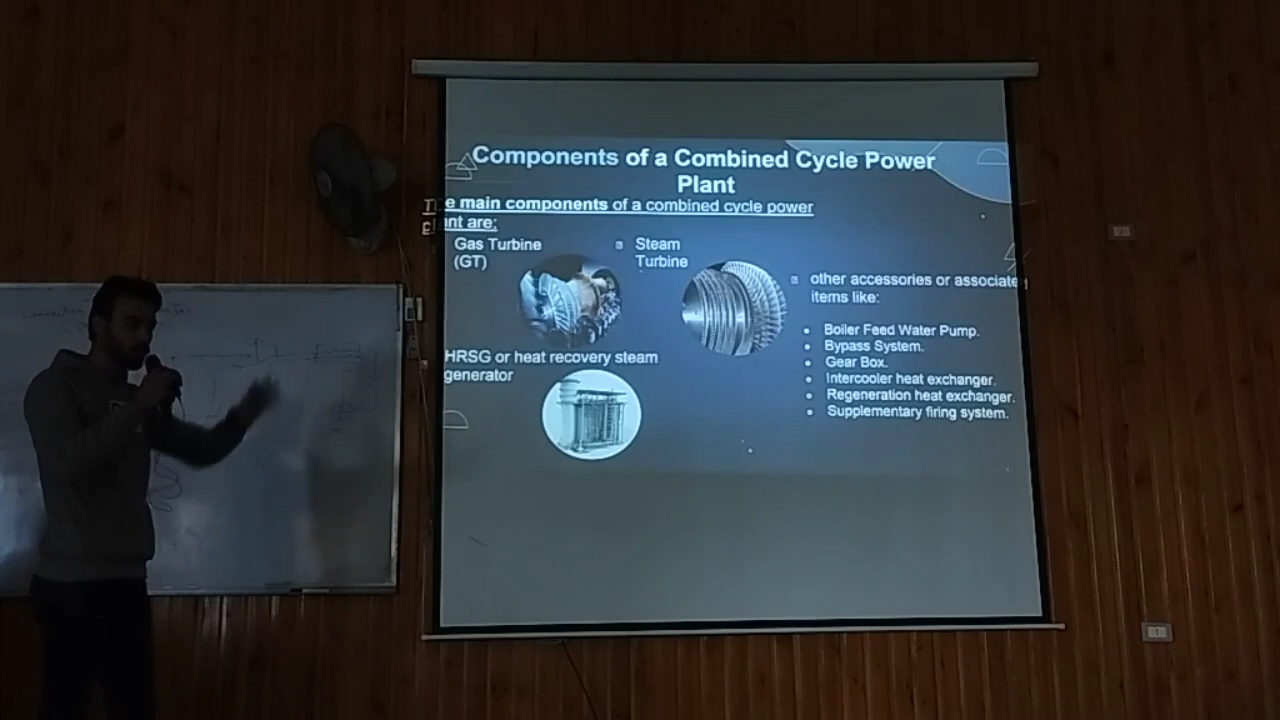 Components of a Combined Cycle Power
Plant
The main components of a combined cycle power
plant are:
Gas Turbine
(GT)
Steam
Turbine
HRSG or heat recovery steam
generator
other accessories or associate
items like:
Boiler Feed Water Pump.
Bypass System.
Gear Box.
Intercooler heat exchanger.
Regeneration heat exchanger.
Supplementary firing system.